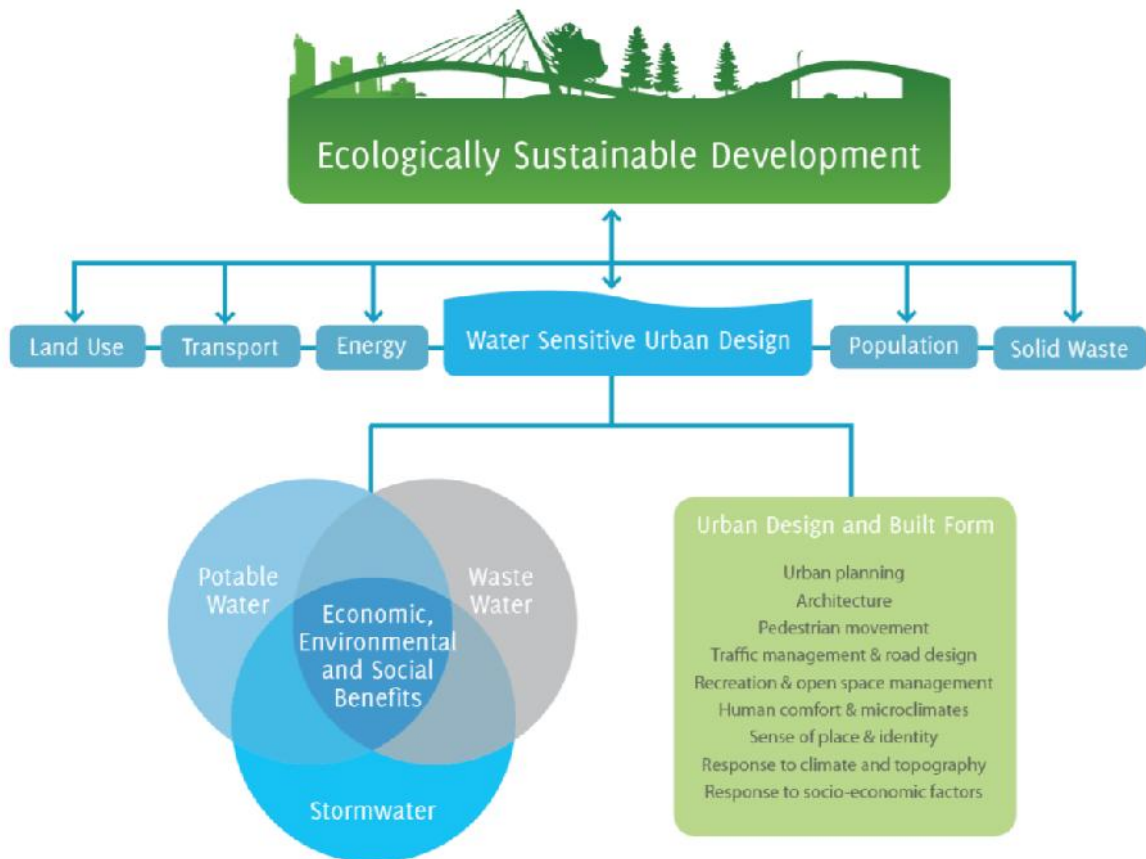 Ecologically Sustainable Development
Land Use
Transport
Energy
Water Sensitive Urban Design
Population
Solid Waste
Potable
Water
Waste
Water
Economic,
Environmental
and Social
Benefits
Stormwater
Urban Design and Built Form
Urban planning
Architecture
Pedestrian movement
Traffic management & road design
Recreation & open space management
Human comfort & microclimates
Sense of place & identity
Response to climate and topography
Response to socio-economic factors